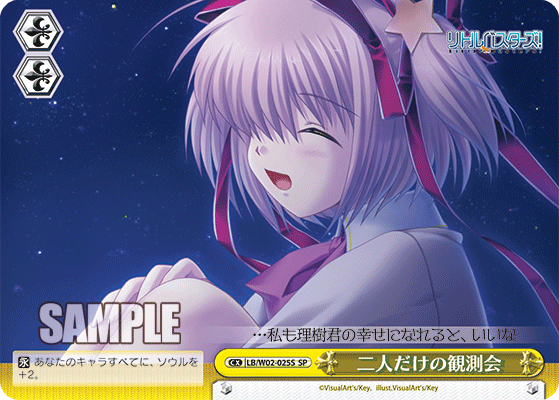 リトルバスターズ!
SAMPLE
…私も理樹君の幸せになれると、いいな
永 あなたのキャラすべてに、ソウルを
+2。
CX LB/W02-025S SP
二人だけの観測会
©VisualArt's/Key, illust.VisualArt's/Key